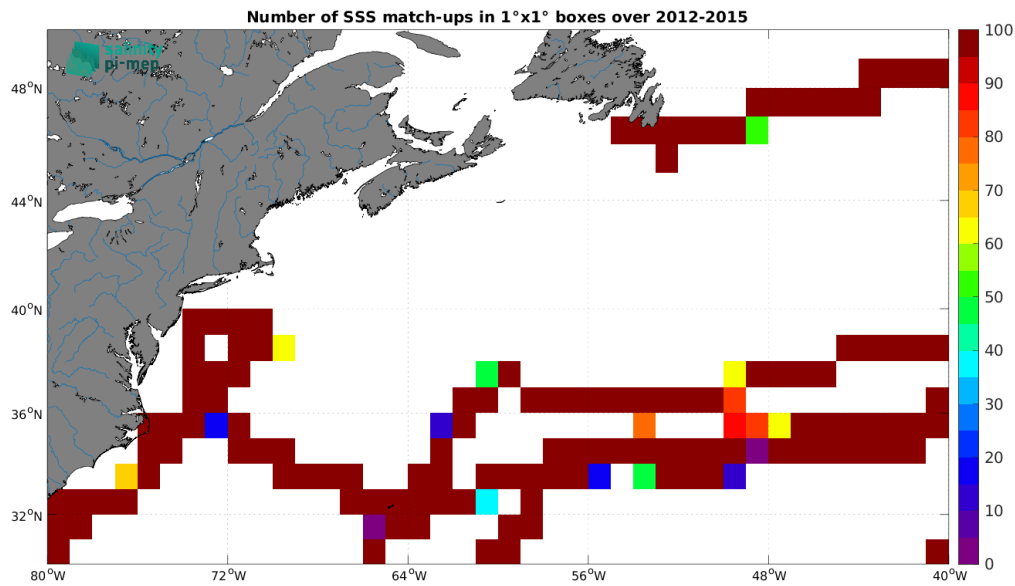 Number of SSS match-ups in 1°x1° boxes over 2012-2015
salinity
pi-mep
48°N
44°N
40°N
36°N
32°N
80°W
72°W
64°W
56°W
48°W
40°W
100
90
80
70
60
50
40
30
20
10
0